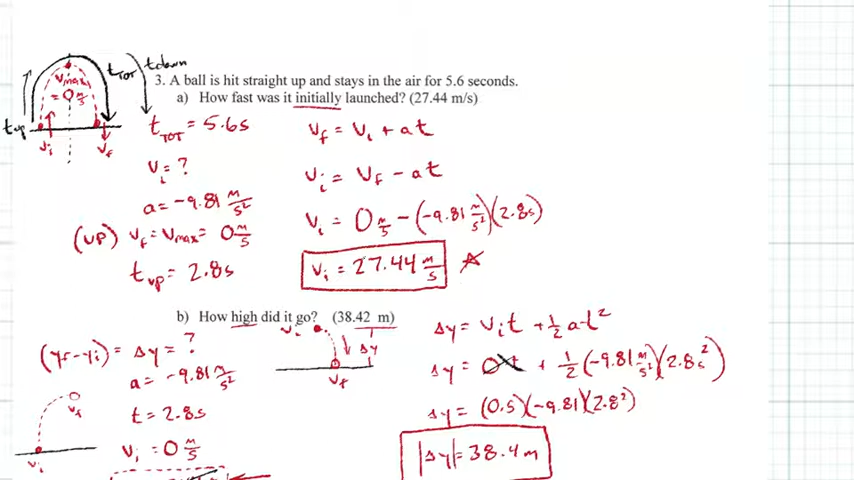 t_TOT
t_down
v_max
= 0 m/s
t_up
v_i
v_f
3. A ball is hit straight up and stays in the air for 5.6 seconds.
a) How fast was it initially launched? (27.44 m/s)
t_TOT = 5.6s
v_i = ?
a = -9.81 m/s²
(UP) v_f = v_max = 0 m/s
t_up = 2.8s
v_f = v_i + at
v_i = v_f - at
v_i = 0 m/s - (-9.81 m/s²)(2.8s)
v_i = 27.44 m/s
b) How high did it go? (38.42 m)
(y_f-y_i) = Δy = ?
a = -9.81 m/s²
t = 2.8s
v_i = 0 m/s
v_f
v_i
v_i
Δy
v_f
Δy = v_i t + ½ at²
Δy = 0t + ½ (-9.81 m/s²)(2.8s²)
Δy = (0.5)(-9.81)(2.8²)
|Δy| = 38.4m